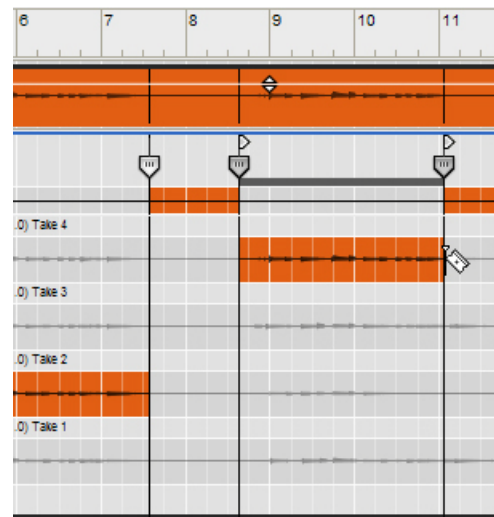 6 7 8 9 10 11
.0) Take 4
.0) Take 3
.0) Take 2
.0) Take 1